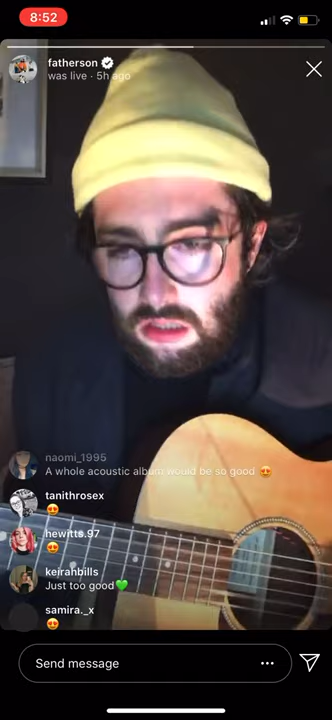 8:52
fatherson
was live · 5h ago
naomi_1995
A whole acoustic album would be so good 😍
tanithrosex
😍
hewitts.97
😍
keirahbills
Just too good💚
samira._x
😍
Send message